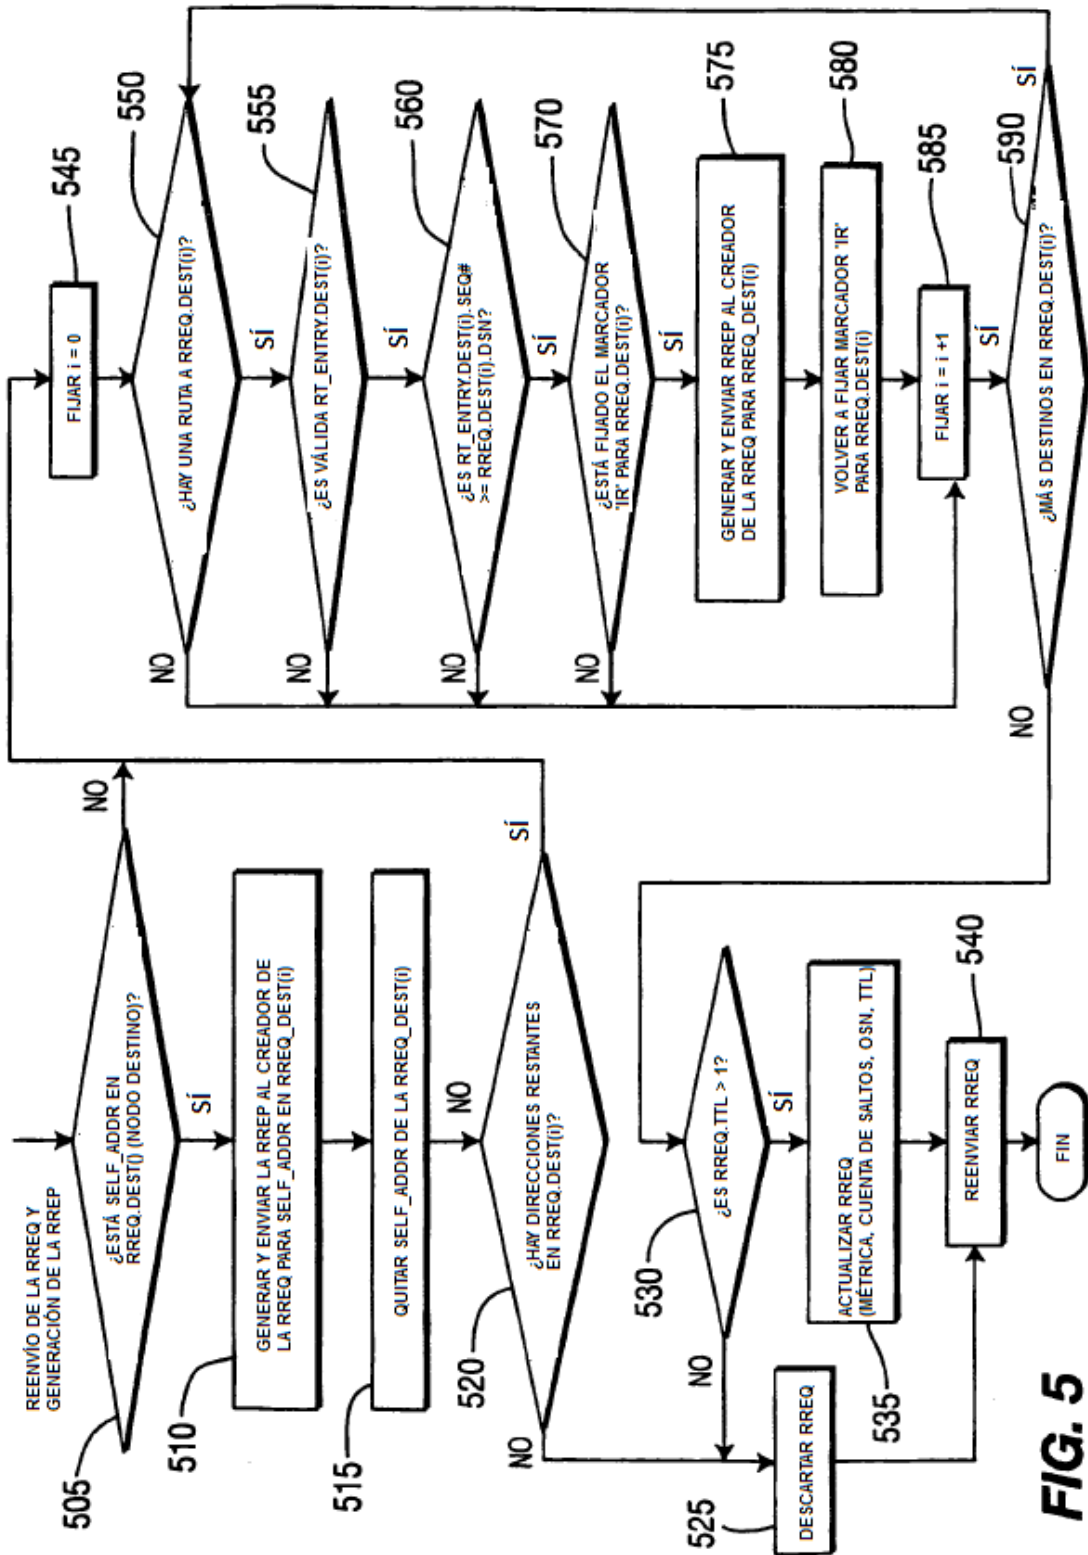 REENVÍO DE LA RREQ Y
GENERACIÓN DE LA RREP
505
¿ESTÁ SELF_ADDR EN
RREQ.DEST() (NODO DESTINO)?
NO
SÍ
510
GENERAR Y ENVIAR LA RREP AL CREADOR DE
LA RREQ PARA SELF_ADDR EN RREQ_DEST(i)
515
QUITAR SELF_ADDR DE LA RREQ_DEST(i)
NO
520
¿HAY DIRECCIONES RESTANTES
EN RREQ.DEST(i)?
NO
SÍ
530
¿ES RREQ.TTL > 1?
NO
SÍ
525
DESCARTAR RREQ
535
ACTUALIZAR RREQ
(MÉTRICA, CUENTA DE SALTOS, OSN, TTL)
540
REENVIAR RREQ
FIN
545
FIJAR i = 0
550
¿HAY UNA RUTA A RREQ.DEST(i)?
NO
SÍ
555
¿ES VÁLIDA RT_ENTRY.DEST(i)?
NO
SÍ
560
¿ES RT_ENTRY.DEST(i).SEQ#
>= RREQ.DEST(i).DSN?
NO
SÍ
570
¿ESTÁ FIJADO EL MARCADOR
"IR" PARA RREQ.DEST(i)?
NO
SÍ
575
GENERAR Y ENVIAR RREP AL CREADOR
DE LA RREQ PARA RREQ_DEST(i)
580
VOLVER A FIJAR MARCADOR "IR"
PARA RREQ.DEST(i)
585
FIJAR i = i +1
SÍ
590
¿MÁS DESTINOS EN RREQ.DEST(i)?
NO
SÍ
FIG. 5